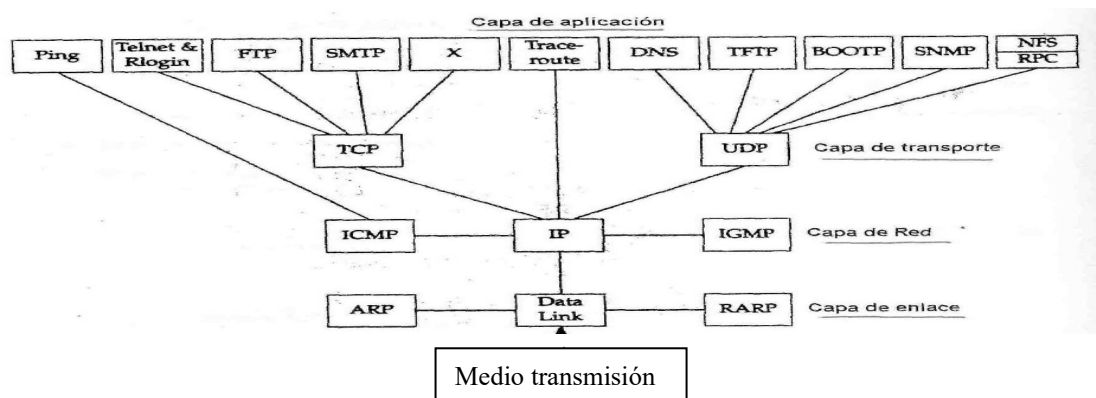 Capa de aplicación
Ping
Telnet &
Rlogin
FTP
SMTP
X
Trace-
route
DNS
TFTP
BOOTP
SNMP
NFS
RPC
TCP
UDP
Capa de transporte
ICMP
IP
IGMP
Capa de Red
ARP
Data
Link
RARP
Capa de enlace
Medio transmisión